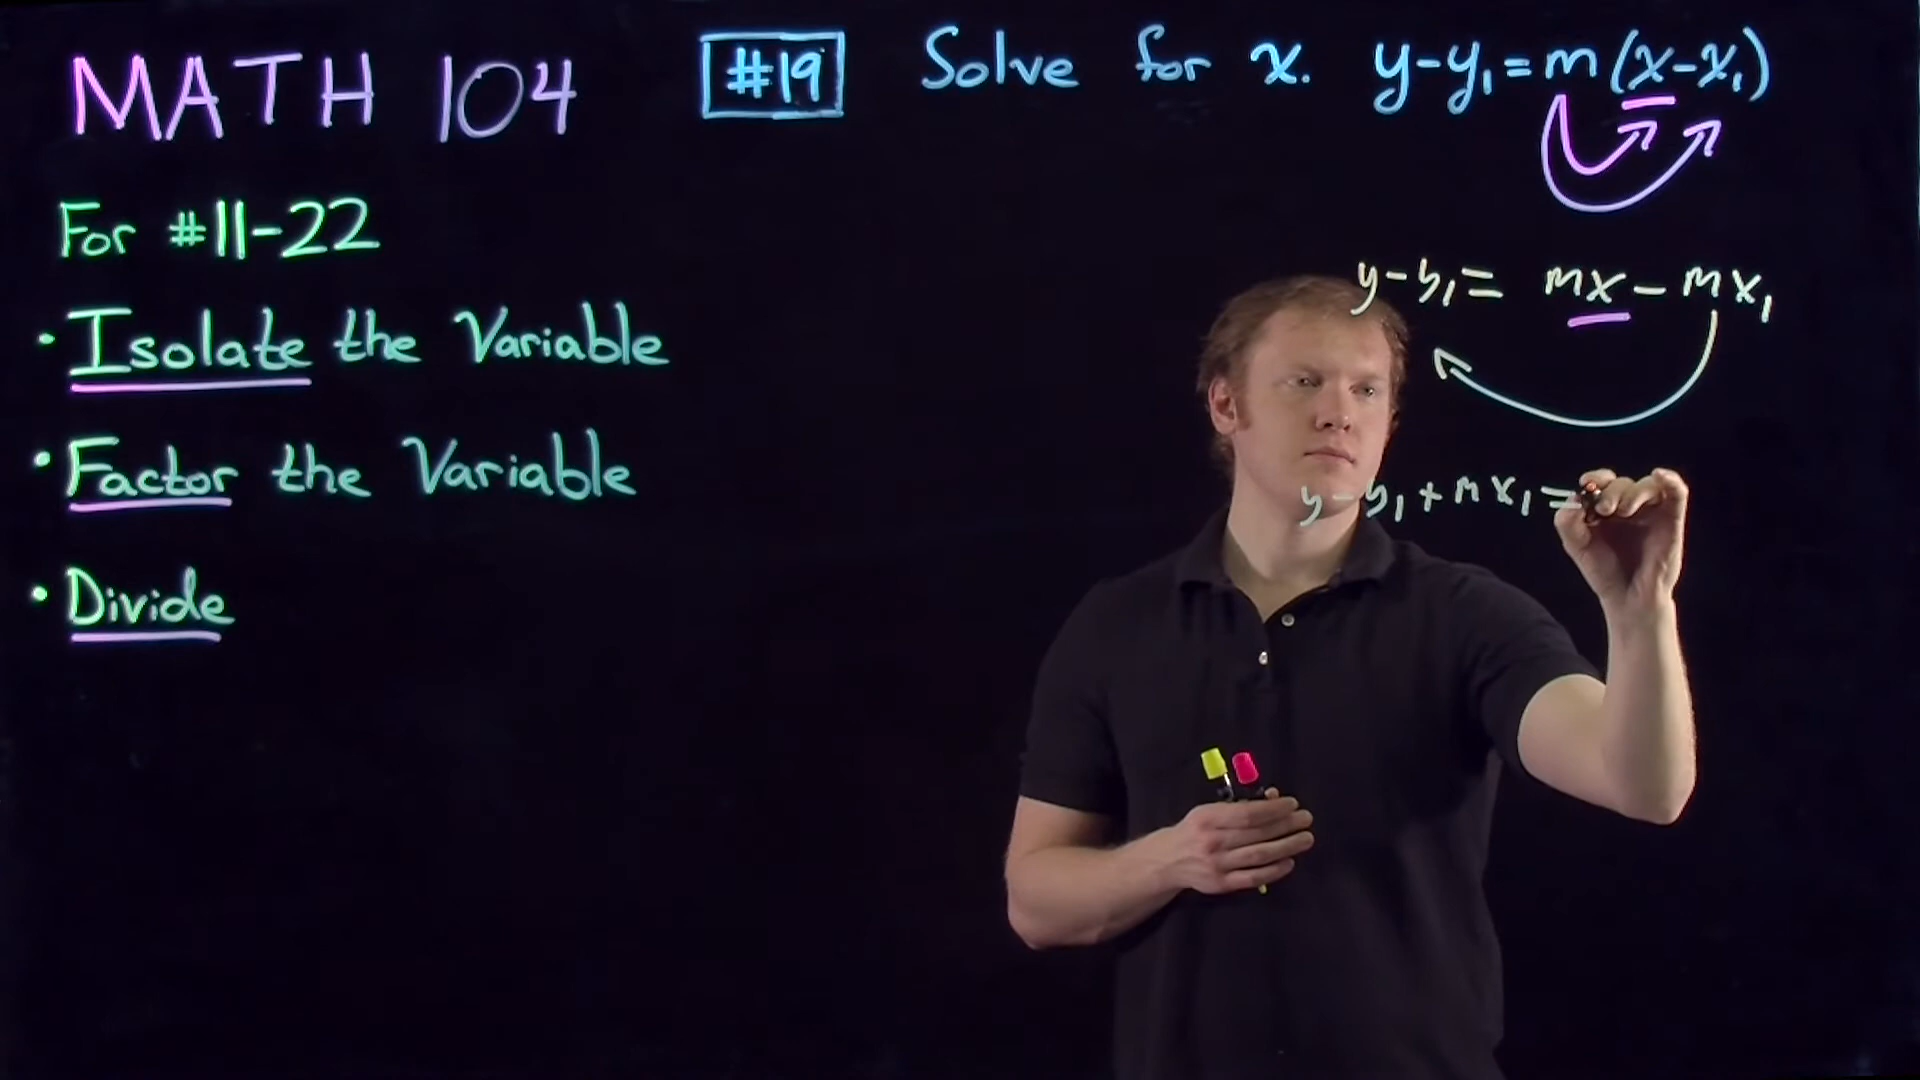 MATH 104
#19 Solve for x. y-y₁=m(x-x₁)
For #11-22
y-y₁= mx-mx₁
• Isolate the Variable
• Factor the Variable
y-y₁+mx₁=
• Divide